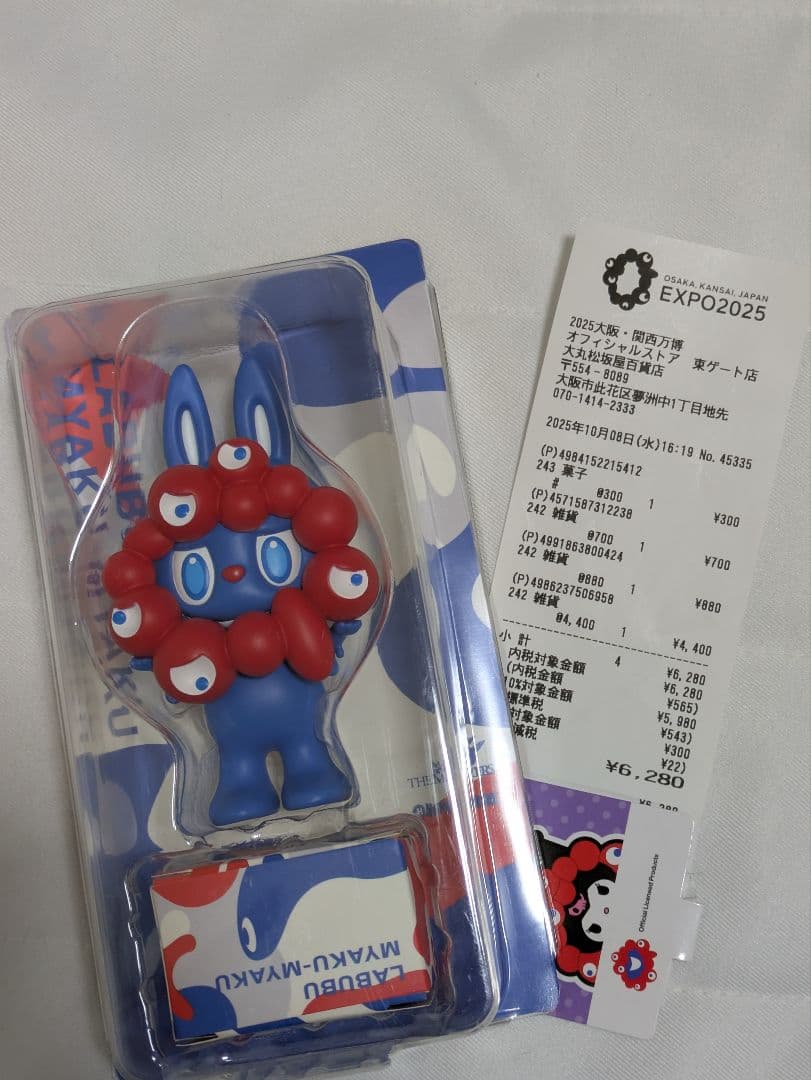 OSAKA, KANSAI, JAPAN
EXPO2025
2025大阪・関西万博
オフィシャルストア 東ゲート店
大丸松坂屋百貨店
〒554-8089
大阪市此花区夢洲中1丁目地先
070-1414-2333
2025年10月08日(水)16:19 No. 45335
(P)4984152215412
243 菓子
# @300 1 ¥300
(P)4571587312238
242 雑貨
@700 1 ¥700
(P)4991863800424
242 雑貨
@880 1 ¥880
(P)4986237506958
242 雑貨
@4,400 1 ¥4,400
小 計 4 ¥6,280
内税対象金額 ¥6,280
(内税金額 ¥565)
10%対象金額 ¥5,980
標準税 ¥543)
対象金額 ¥300
減税 ¥22)
¥6,280
¥6,280
LABUBU
MYAKU-MYAKU
Official Licensed Products